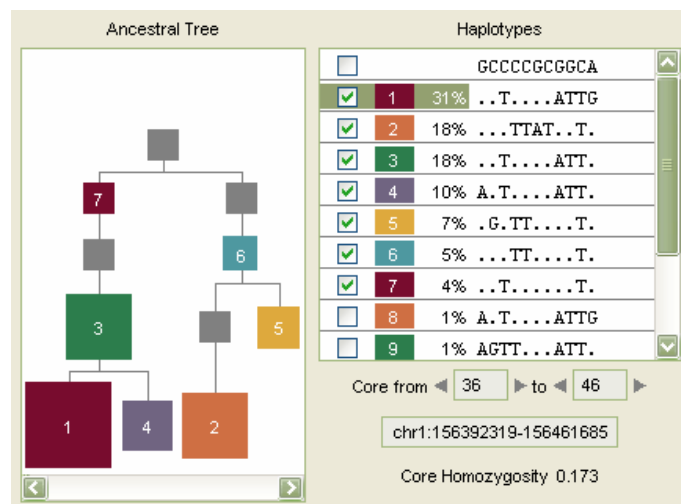 Ancestral Tree
7
6
3
5
1
4
2
Haplotypes
GCCCCGCGGCA
1 31% ..T....ATTG
2 18% ...TTAT..T.
3 18% ..T....ATT.
4 10% A.T....ATT.
5 7% .G.TT....T.
6 5% ...TT....T.
7 4% ..T......T.
8 1% A.T....ATTG
9 1% AGTT...ATT.
Core from 36 to 46
chr1:156392319-156461685
Core Homozygosity 0.173